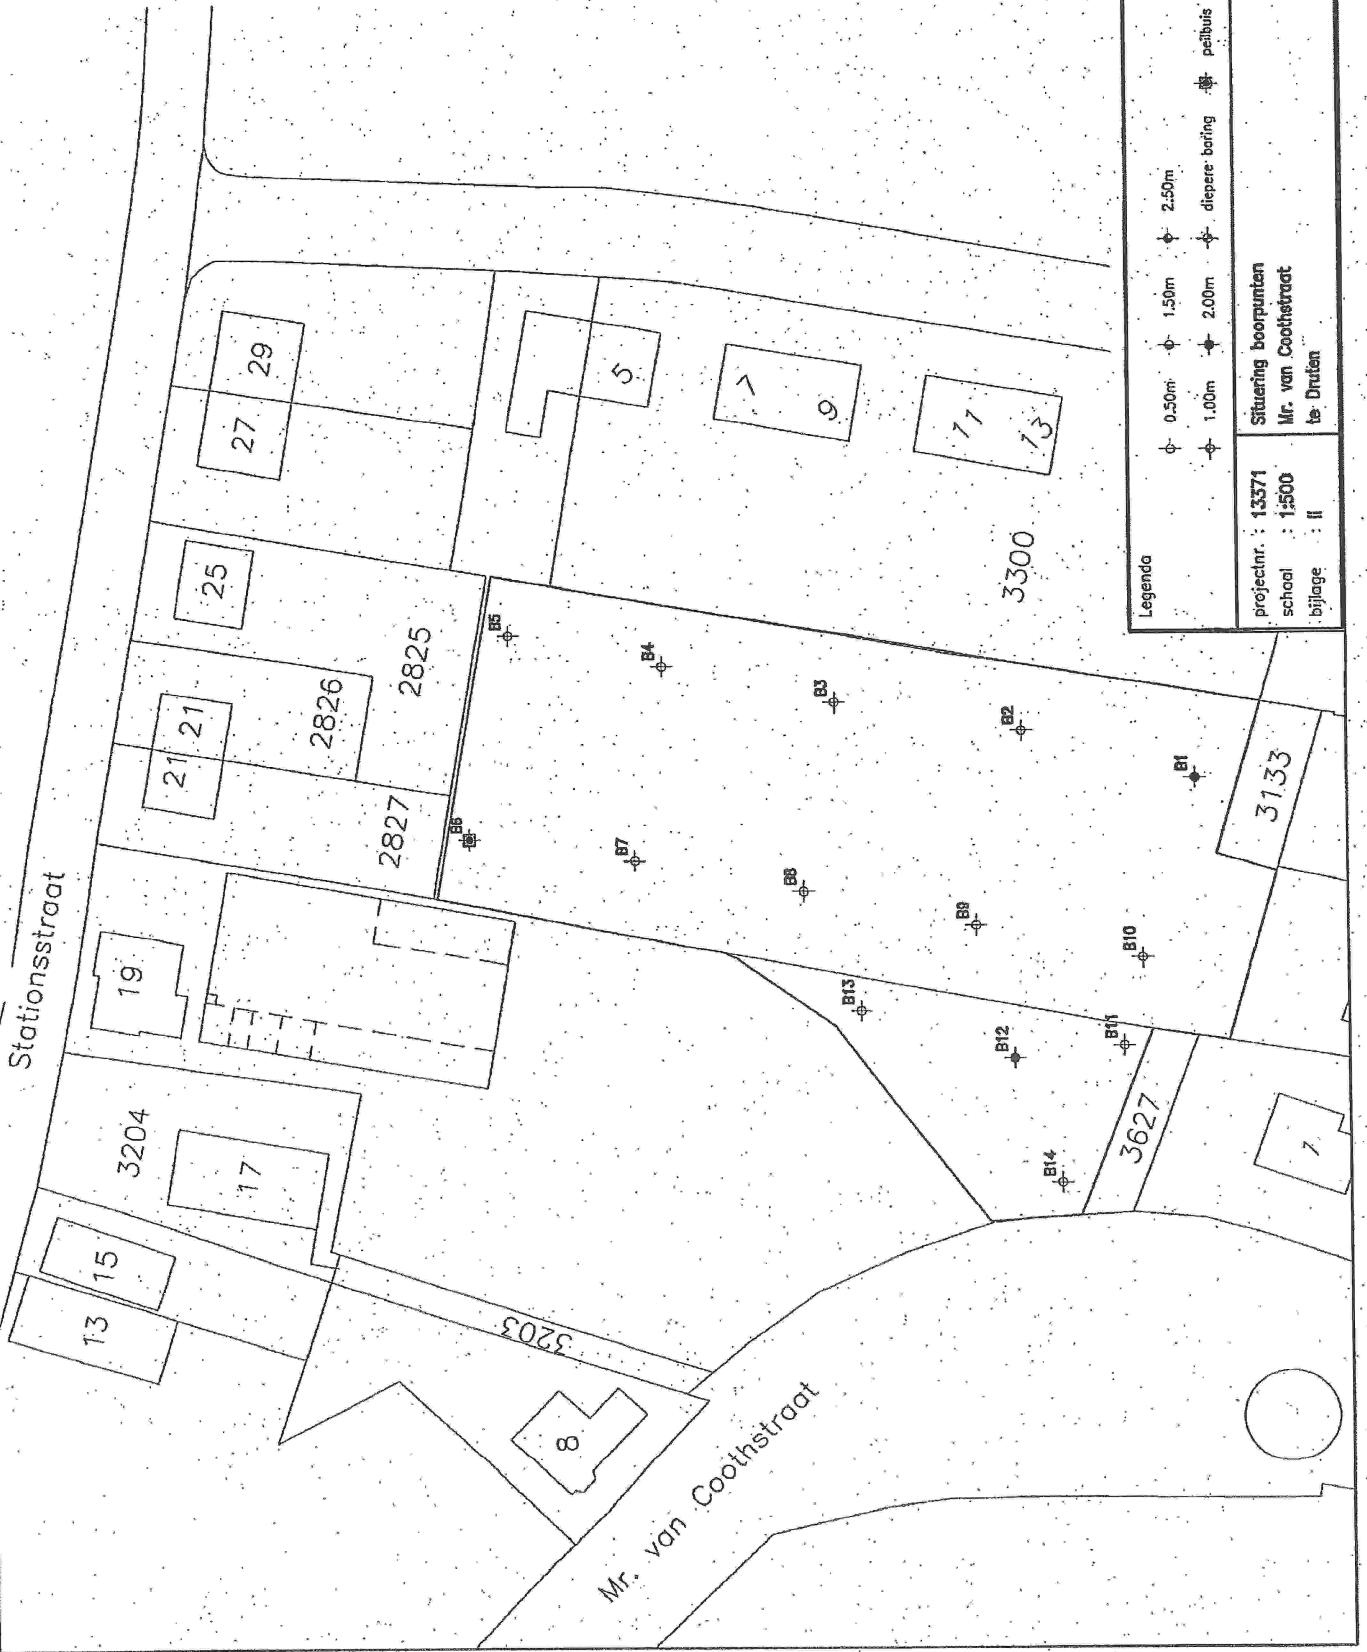 Stationsstraat
29
27
25
21
21
19
17
15
13
5
7
9
11
13
8
7
2825
2826
2827
3204
3203
3300
3133
3627
B5
B4
B3
B2
B1
B6
B7
B8
B9
B10
B13
B12
B11
B14
Mr. van Coothstraat
Legenda
0.50m 1.50m 2.50m
1.00m 2.00m diepere boring peilbuis
projectnr. : 13371
schaal : 1:500
bijlage : II
Situering boorpunten
Mr. van Coothstraat
te Druten